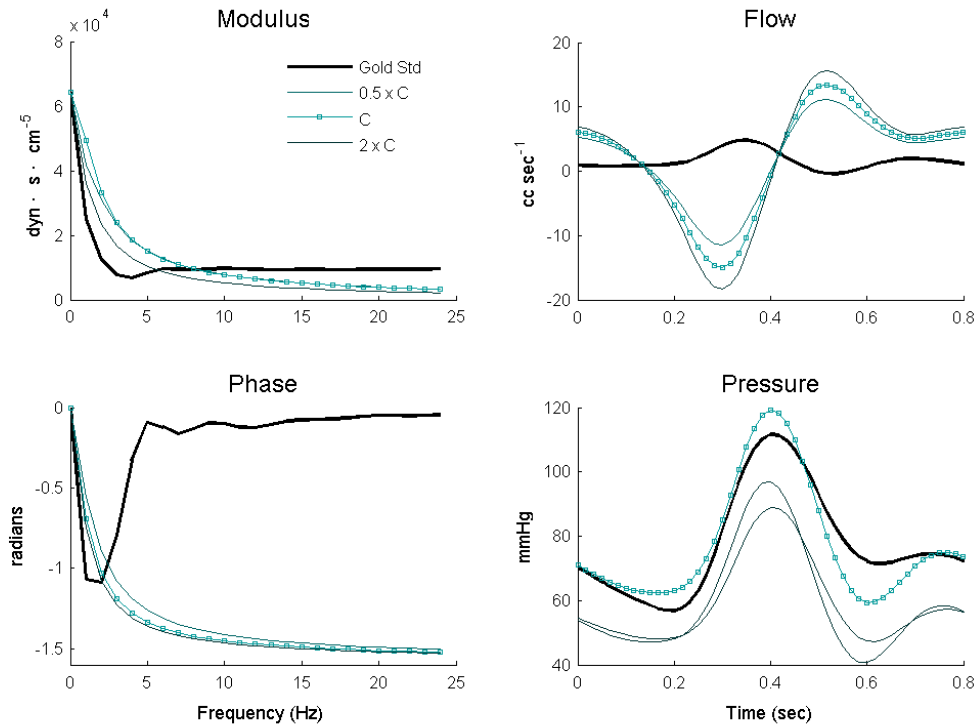 Modulus
x 10⁴
8
6
4
2
0
0 5 10 15 20 25
dyn · s · cm⁻⁵
Gold Std
0.5 x C
C
2 x C
Flow
20
10
0
-10
-20
0 0.2 0.4 0.6 0.8
cc sec⁻¹
Phase
0
-0.5
-1
-1.5
0 5 10 15 20 25
radians
Frequency (Hz)
Pressure
120
100
80
60
40
0 0.2 0.4 0.6 0.8
mmHg
Time (sec)